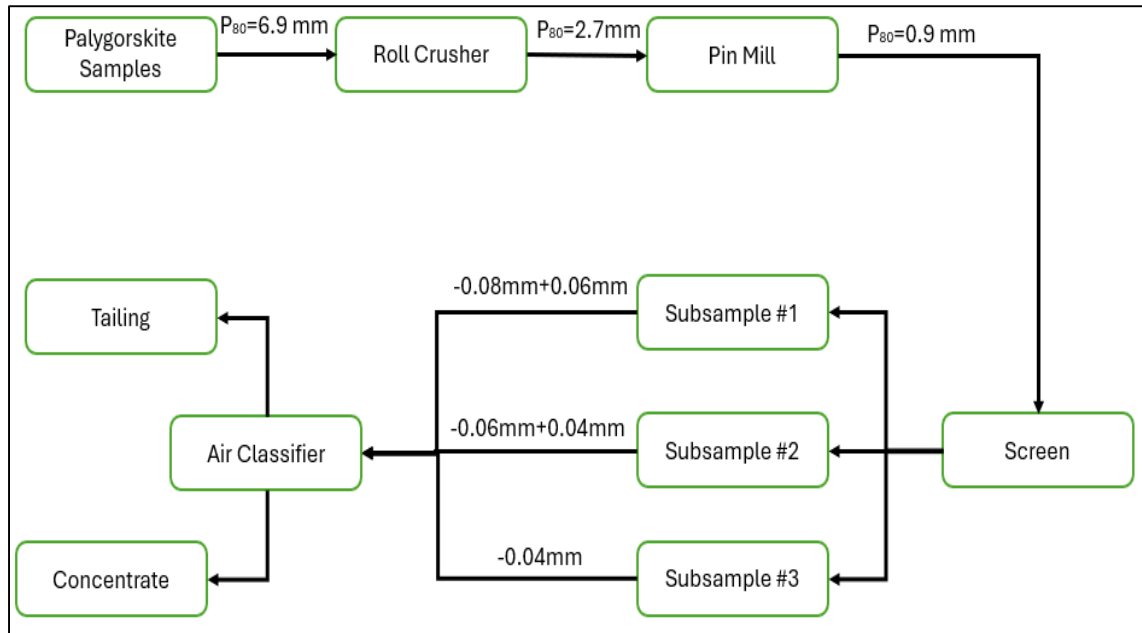 Palygorskite
Samples
P₈₀=6.9 mm
Roll Crusher
P₈₀=2.7mm
Pin Mill
P₈₀=0.9 mm
Tailing
-0.08mm+0.06mm
Subsample #1
Air Classifier
-0.06mm+0.04mm
Subsample #2
Screen
Concentrate
-0.04mm
Subsample #3